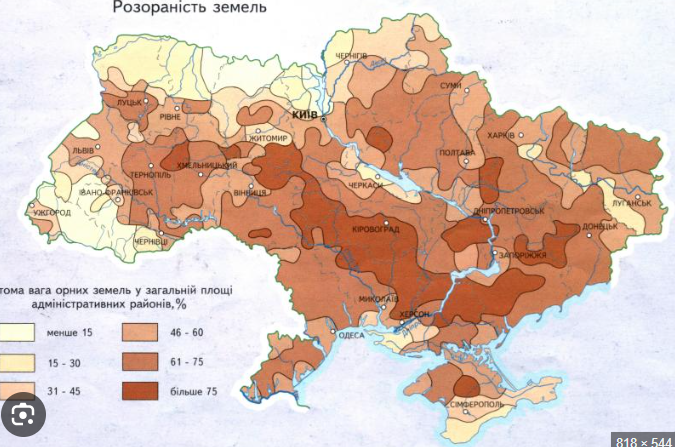 Розораність земель
ЧЕРНІГІВ
СУМИ
ЛУЦЬК
РІВНЕ
КИЇВ
ЖИТОМИР
ХАРКІВ
ЛЬВІВ
ПОЛТАВА
ТЕРНОПІЛЬ
ХМЕЛЬНИЦЬКИЙ
ІВАНО-ФРАНКІВСЬК
ВІННИЦЯ
ЧЕРКАСИ
ЛУГАНСЬК
УЖГОРОД
ДНІПРОПЕТРОВСЬК
ЧЕРНІВЦІ
КІРОВОГРАД
ДОНЕЦЬК
ЗАПОРІЖЖЯ
тома вага орних земель у загальній площі
адміністративних районів,%
МИКОЛАЇВ
ХЕРСОН
ОДЕСА
менше 15
46 - 60
15 - 30
61 - 75
31 - 45
більше 75
СІМФЕРОПОЛЬ
818 × 544